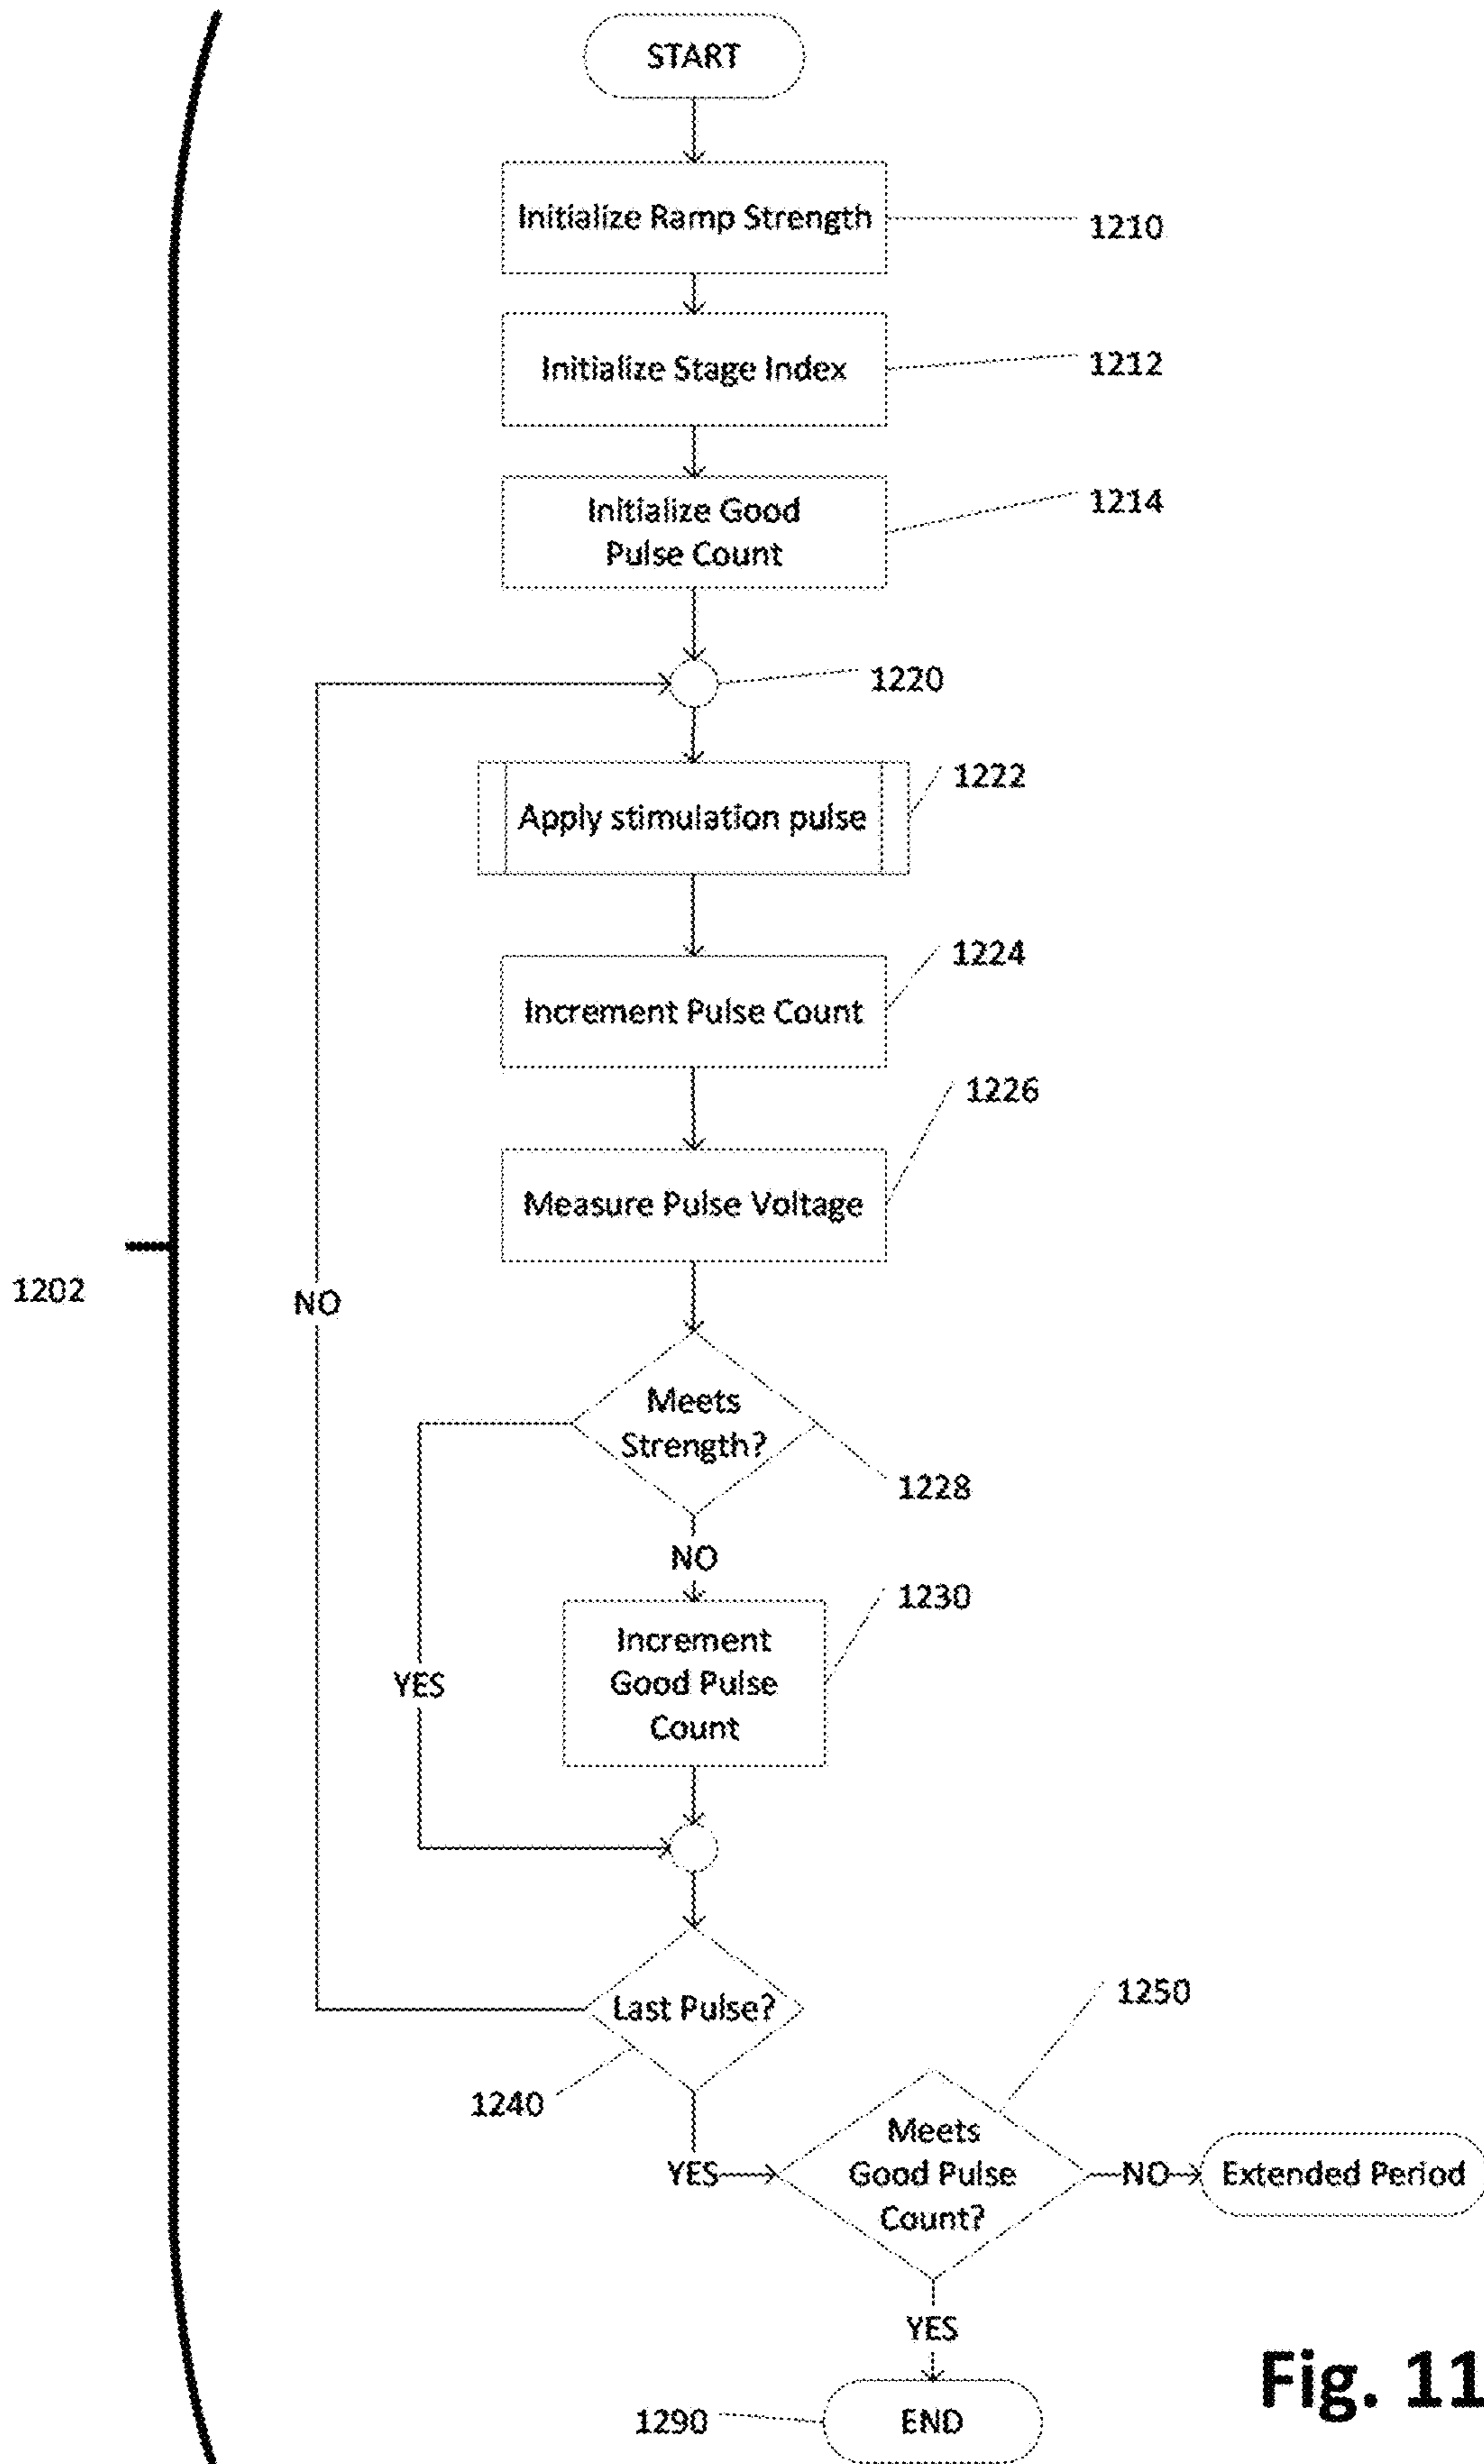 START
Initialize Ramp Strength
1210
Initialize Stage Index
1212
Initialize Good
Pulse Count
1214
1220
Apply stimulation pulse
1222
Increment Pulse Count
1224
Measure Pulse Voltage
1226
1202
NO
Meets
Strength?
1228
NO
Increment
Good Pulse
Count
1230
YES
Last Pulse?
1240
YES
Meets
Good Pulse
Count?
1250
NO
Extended Period
YES
END
1290
Fig. 11